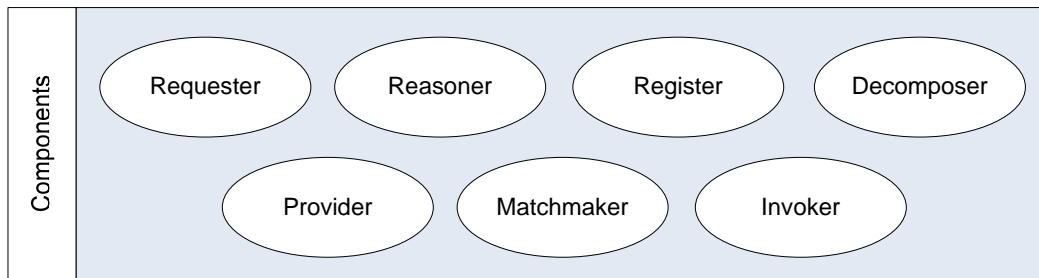 Components
Requester
Reasoner
Register
Decomposer
Provider
Matchmaker
Invoker